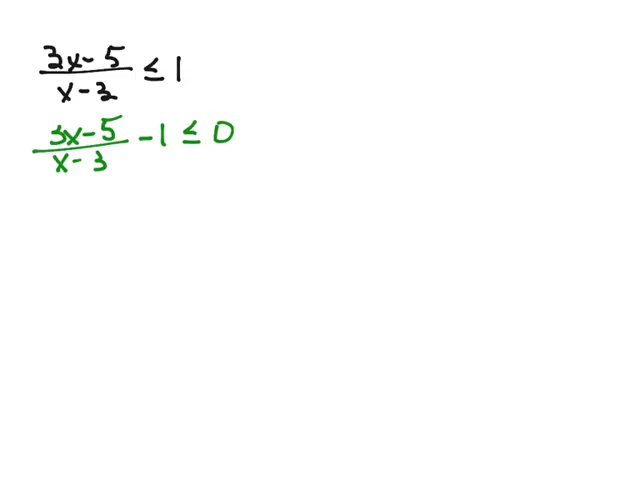 (3x-5)/(x-3) ≤ 1
(3x-5)/(x-3) - 1 ≤ 0